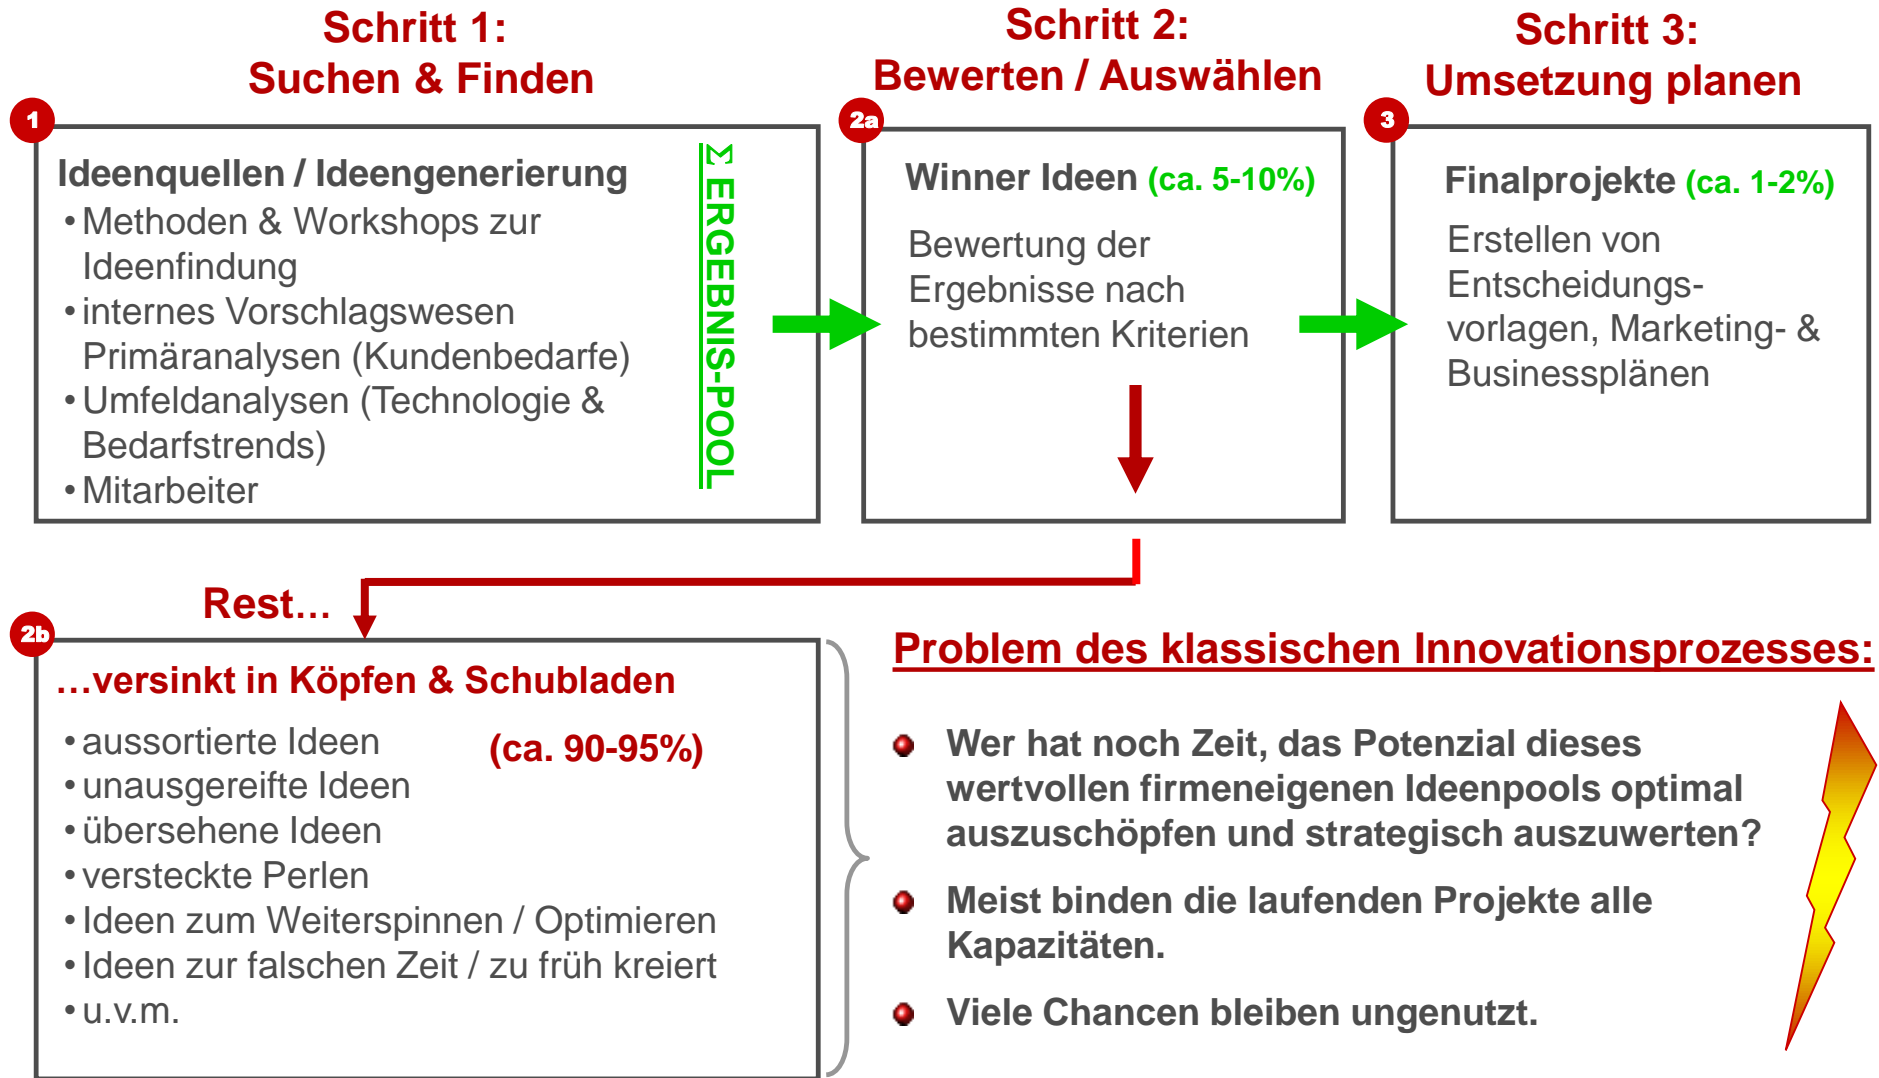 Schritt 1:
Suchen & Finden
1
Ideenquellen / Ideengenerierung
• Methoden & Workshops zur
Ideenfindung
• internes Vorschlagswesen
Primäranalysen (Kundenbedarfe)
• Umfeldanalysen (Technologie &
Bedarfstrends)
• Mitarbeiter
Σ ERGEBNIS-POOL
Schritt 2:
Bewerten / Auswählen
2a
Winner Ideen (ca. 5-10%)
Bewertung der
Ergebnisse nach
bestimmten Kriterien
Schritt 3:
Umsetzung planen
3
Finalprojekte (ca. 1-2%)
Erstellen von
Entscheidungs-
vorlagen, Marketing- &
Businessplänen
Rest…
2b
…versinkt in Köpfen & Schubladen
• aussortierte Ideen
(ca. 90-95%)
• unausgereifte Ideen
• übersehene Ideen
• versteckte Perlen
• Ideen zum Weiterspinnen / Optimieren
• Ideen zur falschen Zeit / zu früh kreiert
• u.v.m.
Problem des klassischen Innovationsprozesses:
Wer hat noch Zeit, das Potenzial dieses
wertvollen firmeneigenen Ideenpools optimal
auszuschöpfen und strategisch auszuwerten?
Meist binden die laufenden Projekte alle
Kapazitäten.
Viele Chancen bleiben ungenutzt.